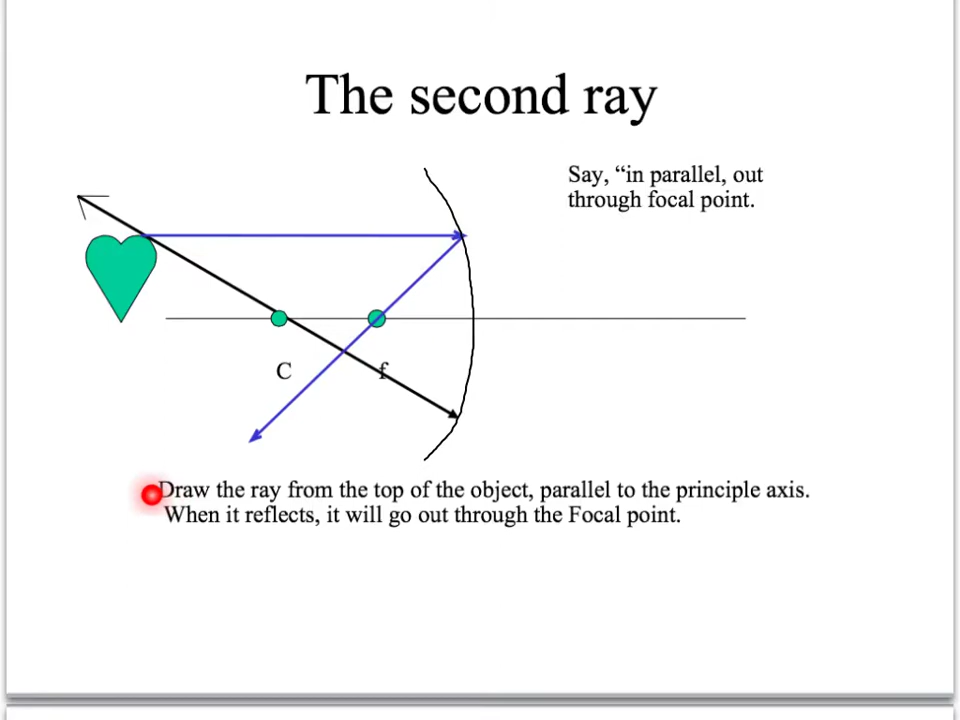 The second ray
Say, “in parallel, out
through focal point.
C
f
Draw the ray from the top of the object, parallel to the principle axis.
When it reflects, it will go out through the Focal point.